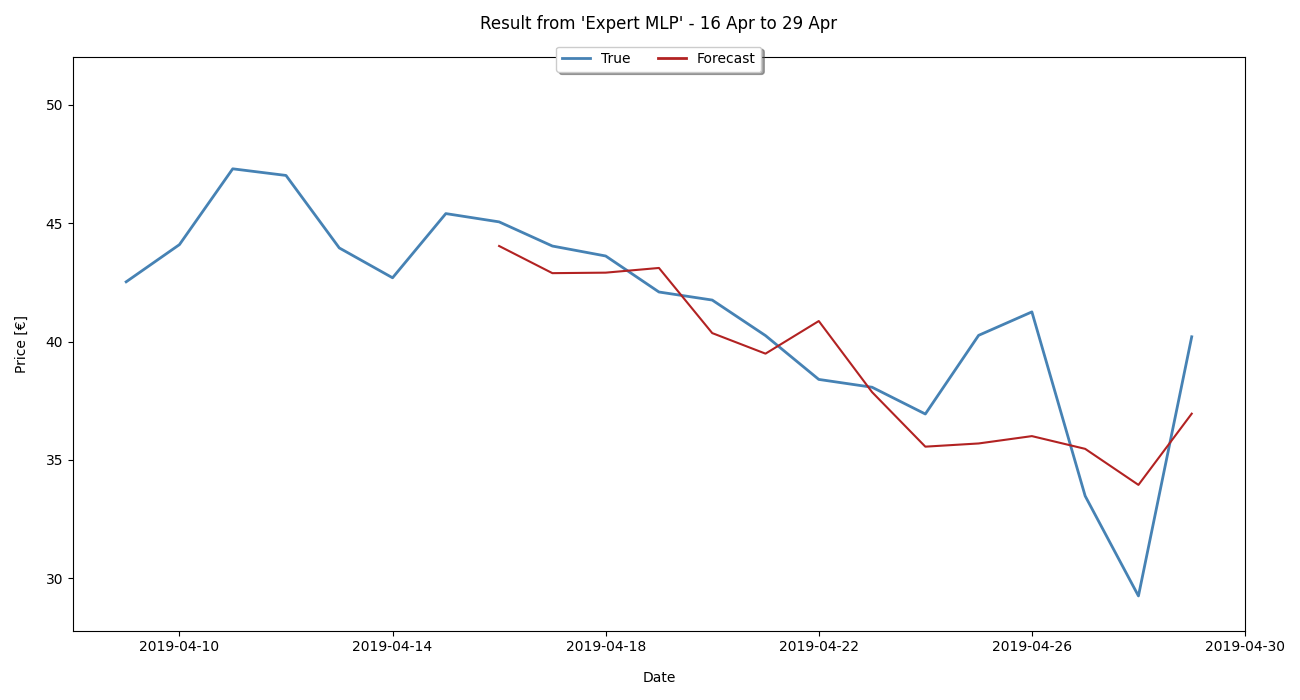 Result from 'Expert MLP' - 16 Apr to 29 Apr
True Forecast
50
45
40
35
30
Price [€]
2019-04-10 2019-04-14 2019-04-18 2019-04-22 2019-04-26 2019-04-30
Date